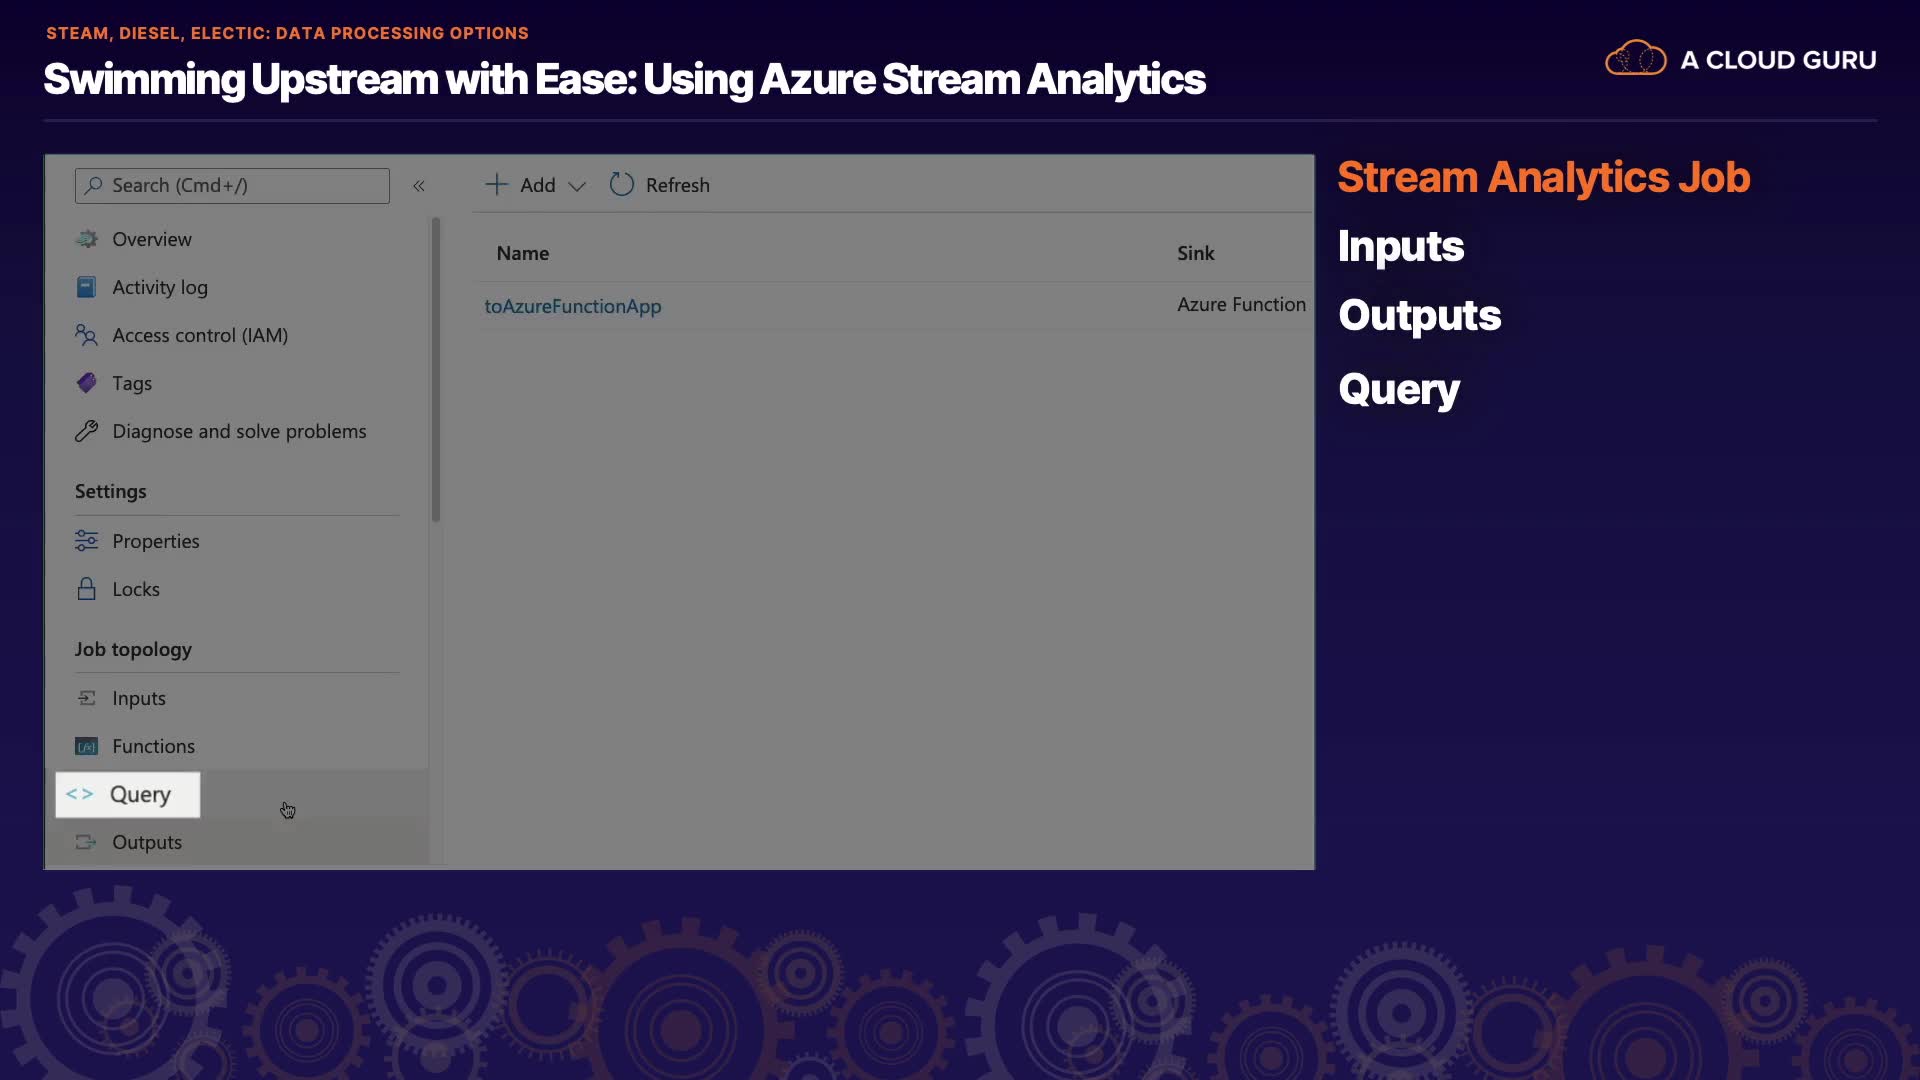 STEAM, DIESEL, ELECTIC: DATA PROCESSING OPTIONS
Swimming Upstream with Ease: Using Azure Stream Analytics
A CLOUD GURU
Search (Cmd+/)
«
Add
Refresh
Overview
Activity log
Access control (IAM)
Tags
Diagnose and solve problems
Settings
Properties
Locks
Job topology
Inputs
Functions
<> Query
Outputs
Name
Sink
toAzureFunctionApp
Azure Function
Stream Analytics Job
Inputs
Outputs
Query